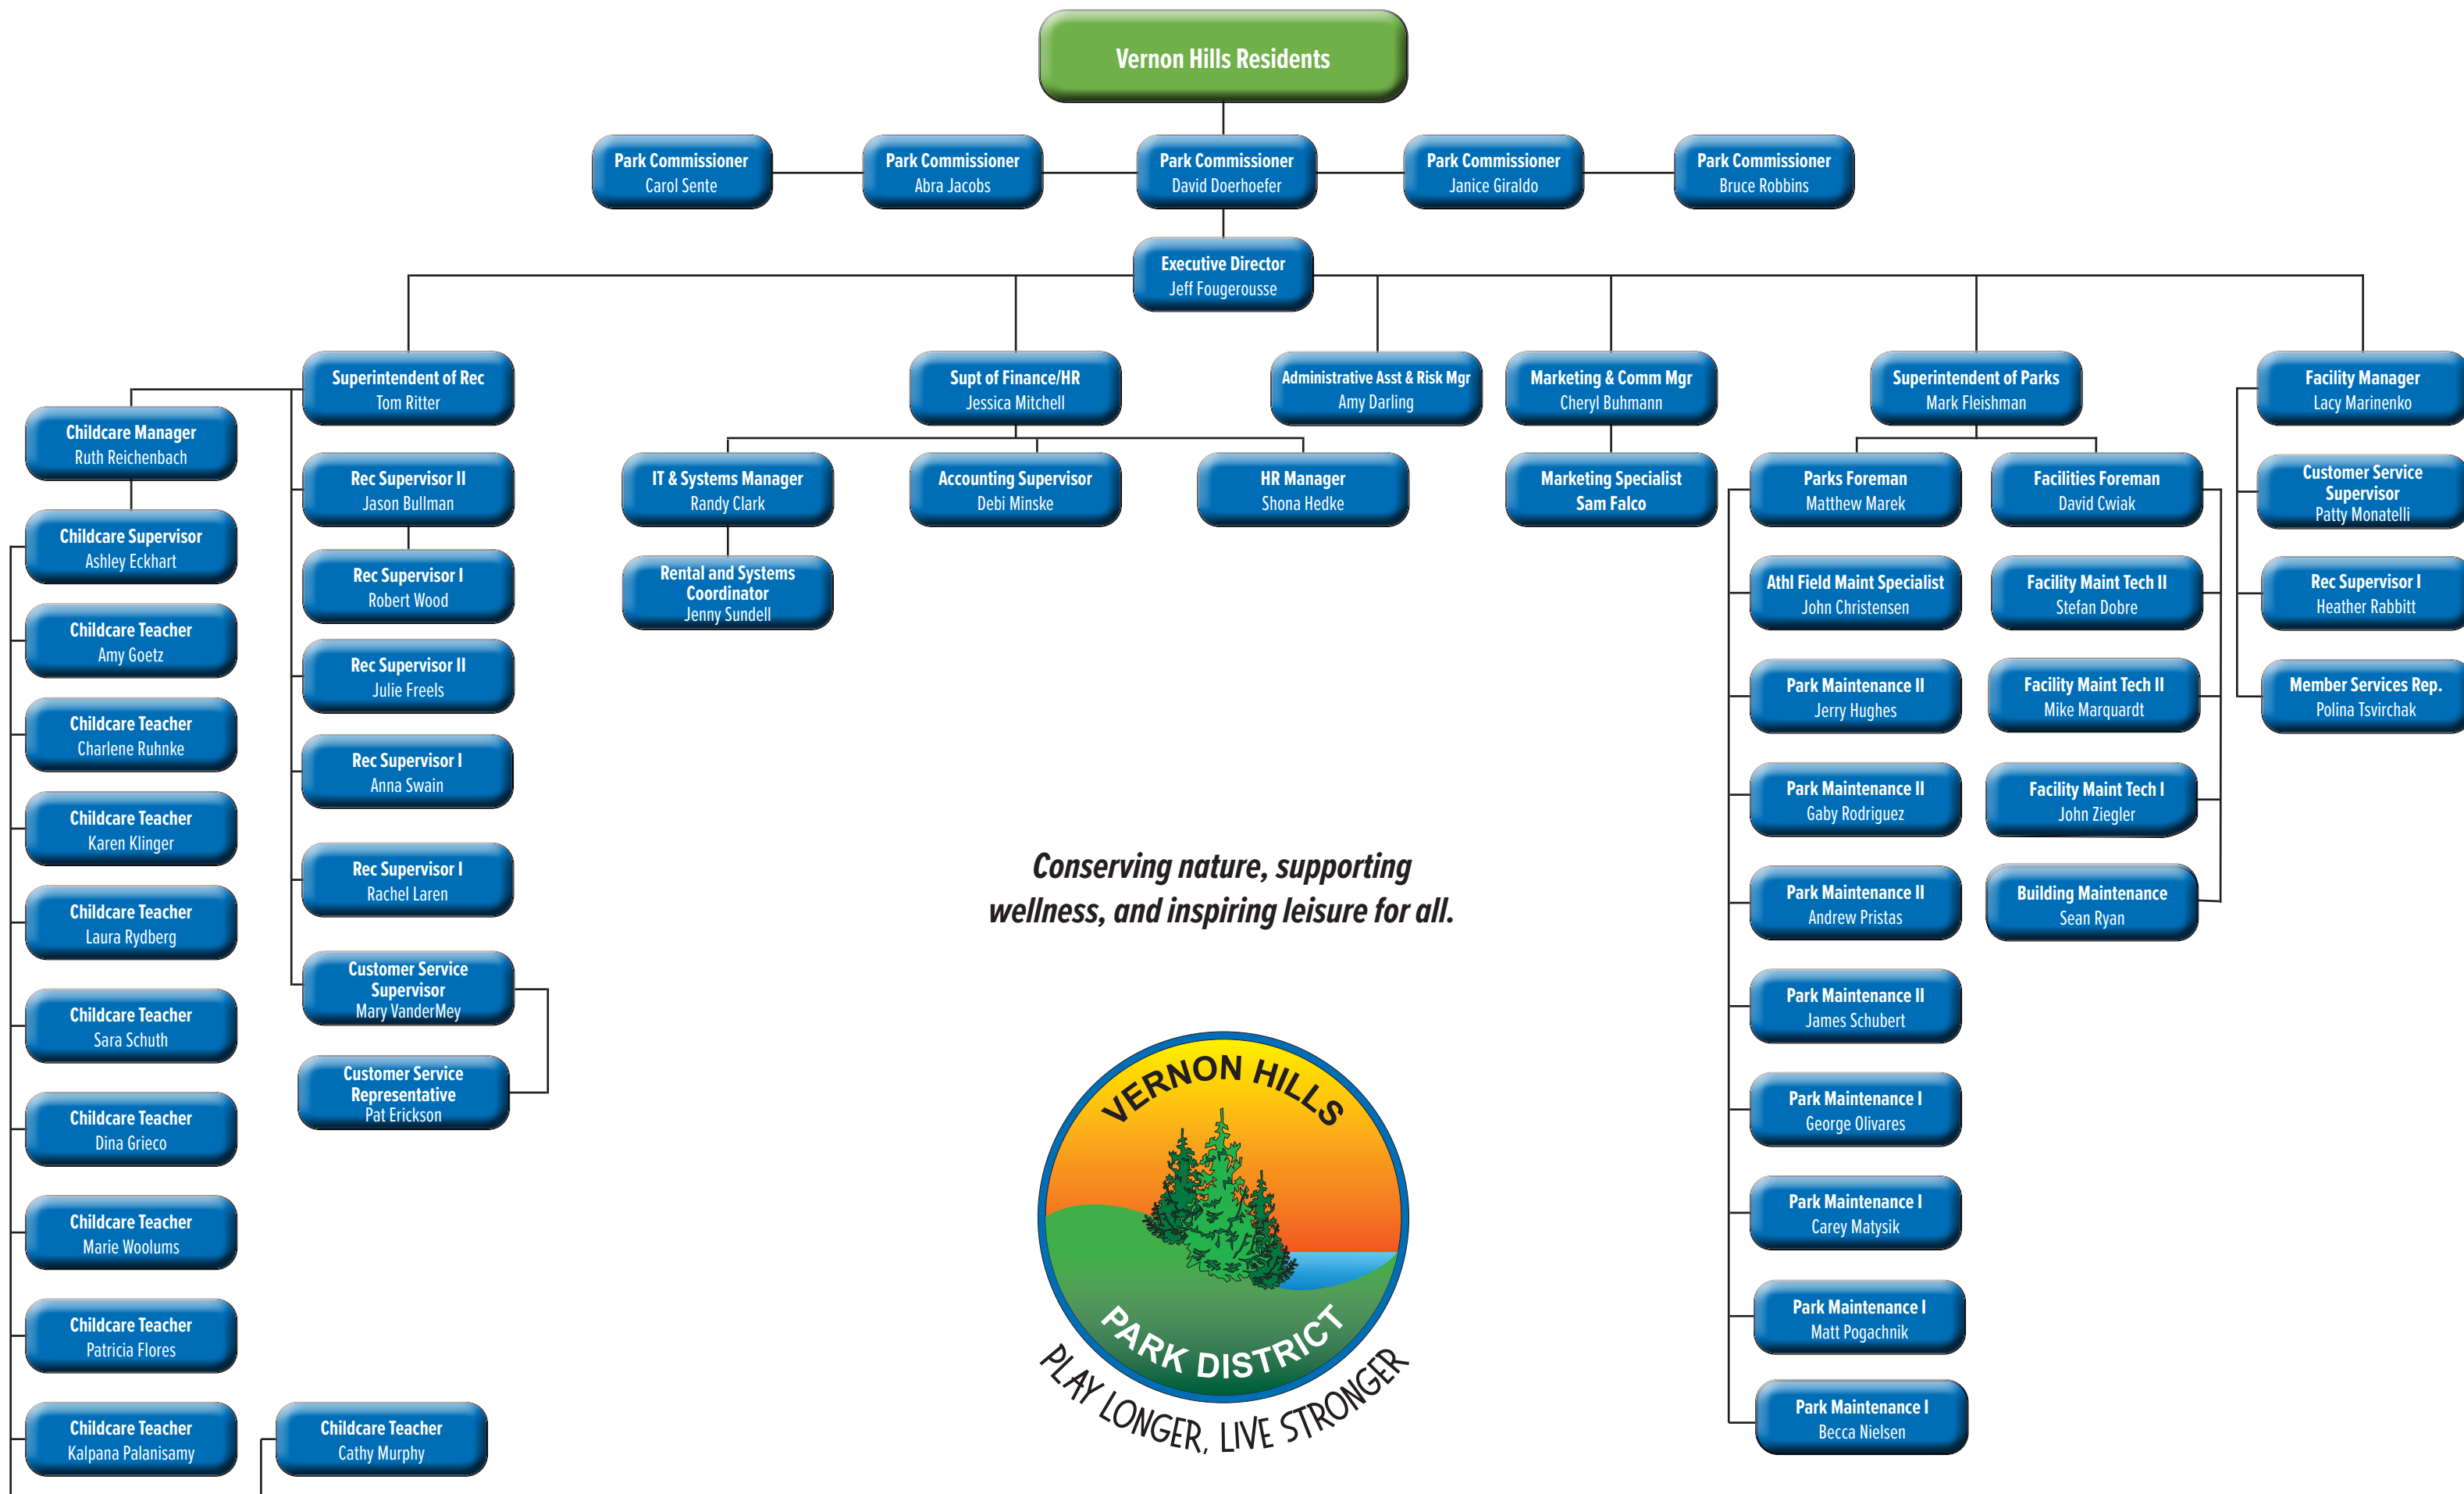 Vernon Hills Residents
Park Commissioner
Carol Sente
Park Commissioner
Abra Jacobs
Park Commissioner
David Doerhoefer
Park Commissioner
Janice Giraldo
Park Commissioner
Bruce Robbins
Executive Director
Jeff Fougerousse
Superintendent of Rec
Tom Ritter
Supt of Finance/HR
Jessica Mitchell
Administrative Asst & Risk Mgr
Amy Darling
Marketing & Comm Mgr
Cheryl Buhmann
Superintendent of Parks
Mark Fleishman
Facility Manager
Lacy Marinenko
Childcare Manager
Ruth Reichenbach
Childcare Supervisor
Ashley Eckhart
Childcare Teacher
Amy Goetz
Childcare Teacher
Charlene Ruhnke
Childcare Teacher
Karen Klinger
Childcare Teacher
Laura Rydberg
Childcare Teacher
Sara Schuth
Childcare Teacher
Dina Grieco
Childcare Teacher
Marie Woolums
Childcare Teacher
Patricia Flores
Childcare Teacher
Kalpana Palanisamy
Childcare Teacher
Cathy Murphy
Rec Supervisor II
Jason Bullman
Rec Supervisor I
Robert Wood
Rec Supervisor II
Julie Freels
Rec Supervisor I
Anna Swain
Rec Supervisor I
Rachel Laren
Customer Service
Supervisor
Mary VanderMey
Customer Service
Representative
Pat Erickson
IT & Systems Manager
Randy Clark
Rental and Systems
Coordinator
Jenny Sundell
Accounting Supervisor
Debi Minske
HR Manager
Shona Hedke
Marketing Specialist
Sam Falco
Parks Foreman
Matthew Marek
Athl Field Maint Specialist
John Christensen
Park Maintenance II
Jerry Hughes
Park Maintenance II
Gaby Rodriguez
Park Maintenance II
Andrew Pristas
Park Maintenance II
James Schubert
Park Maintenance I
George Olivares
Park Maintenance I
Carey Matysik
Park Maintenance I
Matt Pogachnik
Park Maintenance I
Becca Nielsen
Facilities Foreman
David Cwiak
Facility Maint Tech II
Stefan Dobre
Facility Maint Tech II
Mike Marquardt
Facility Maint Tech I
John Ziegler
Building Maintenance
Sean Ryan
Customer Service
Supervisor
Patty Monatelli
Rec Supervisor I
Heather Rabbitt
Member Services Rep.
Polina Tsvirchak
Conserving nature, supporting
wellness, and inspiring leisure for all.
VERNON HILLS
PARK DISTRICT
PLAY LONGER, LIVE STRONGER